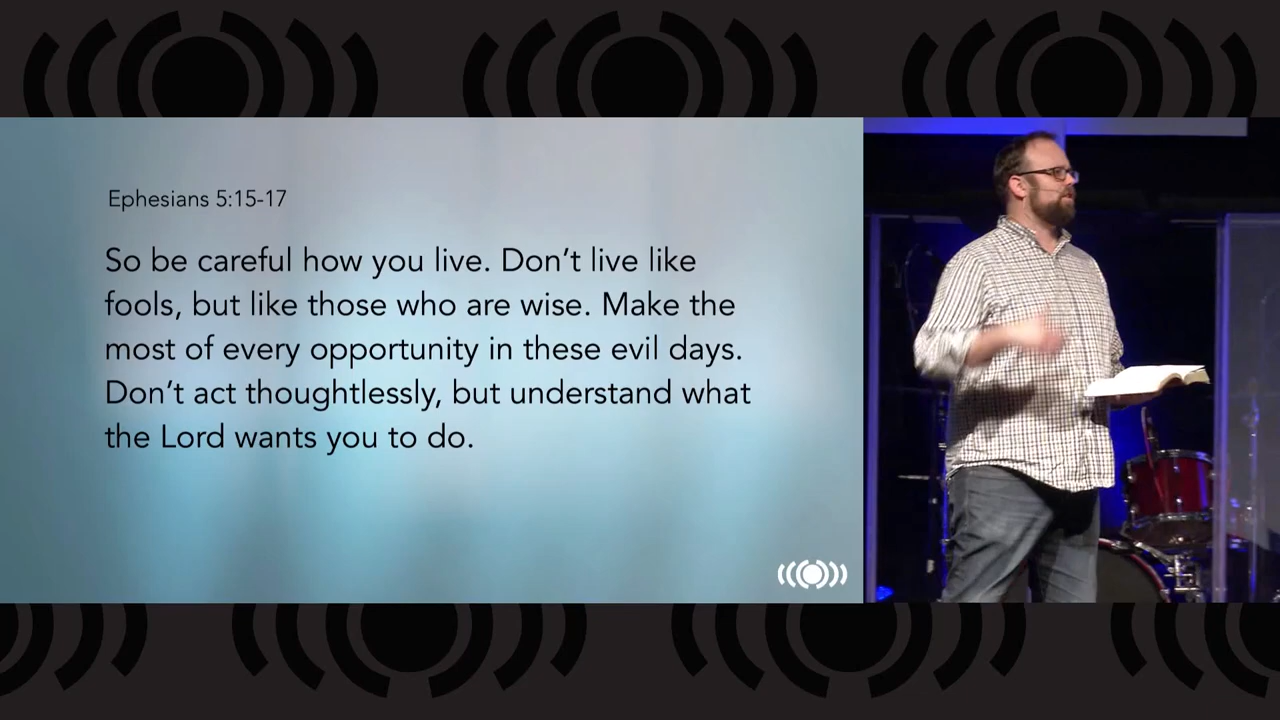 Ephesians 5:15-17
So be careful how you live. Don’t live like
fools, but like those who are wise. Make the
most of every opportunity in these evil days.
Don’t act thoughtlessly, but understand what
the Lord wants you to do.